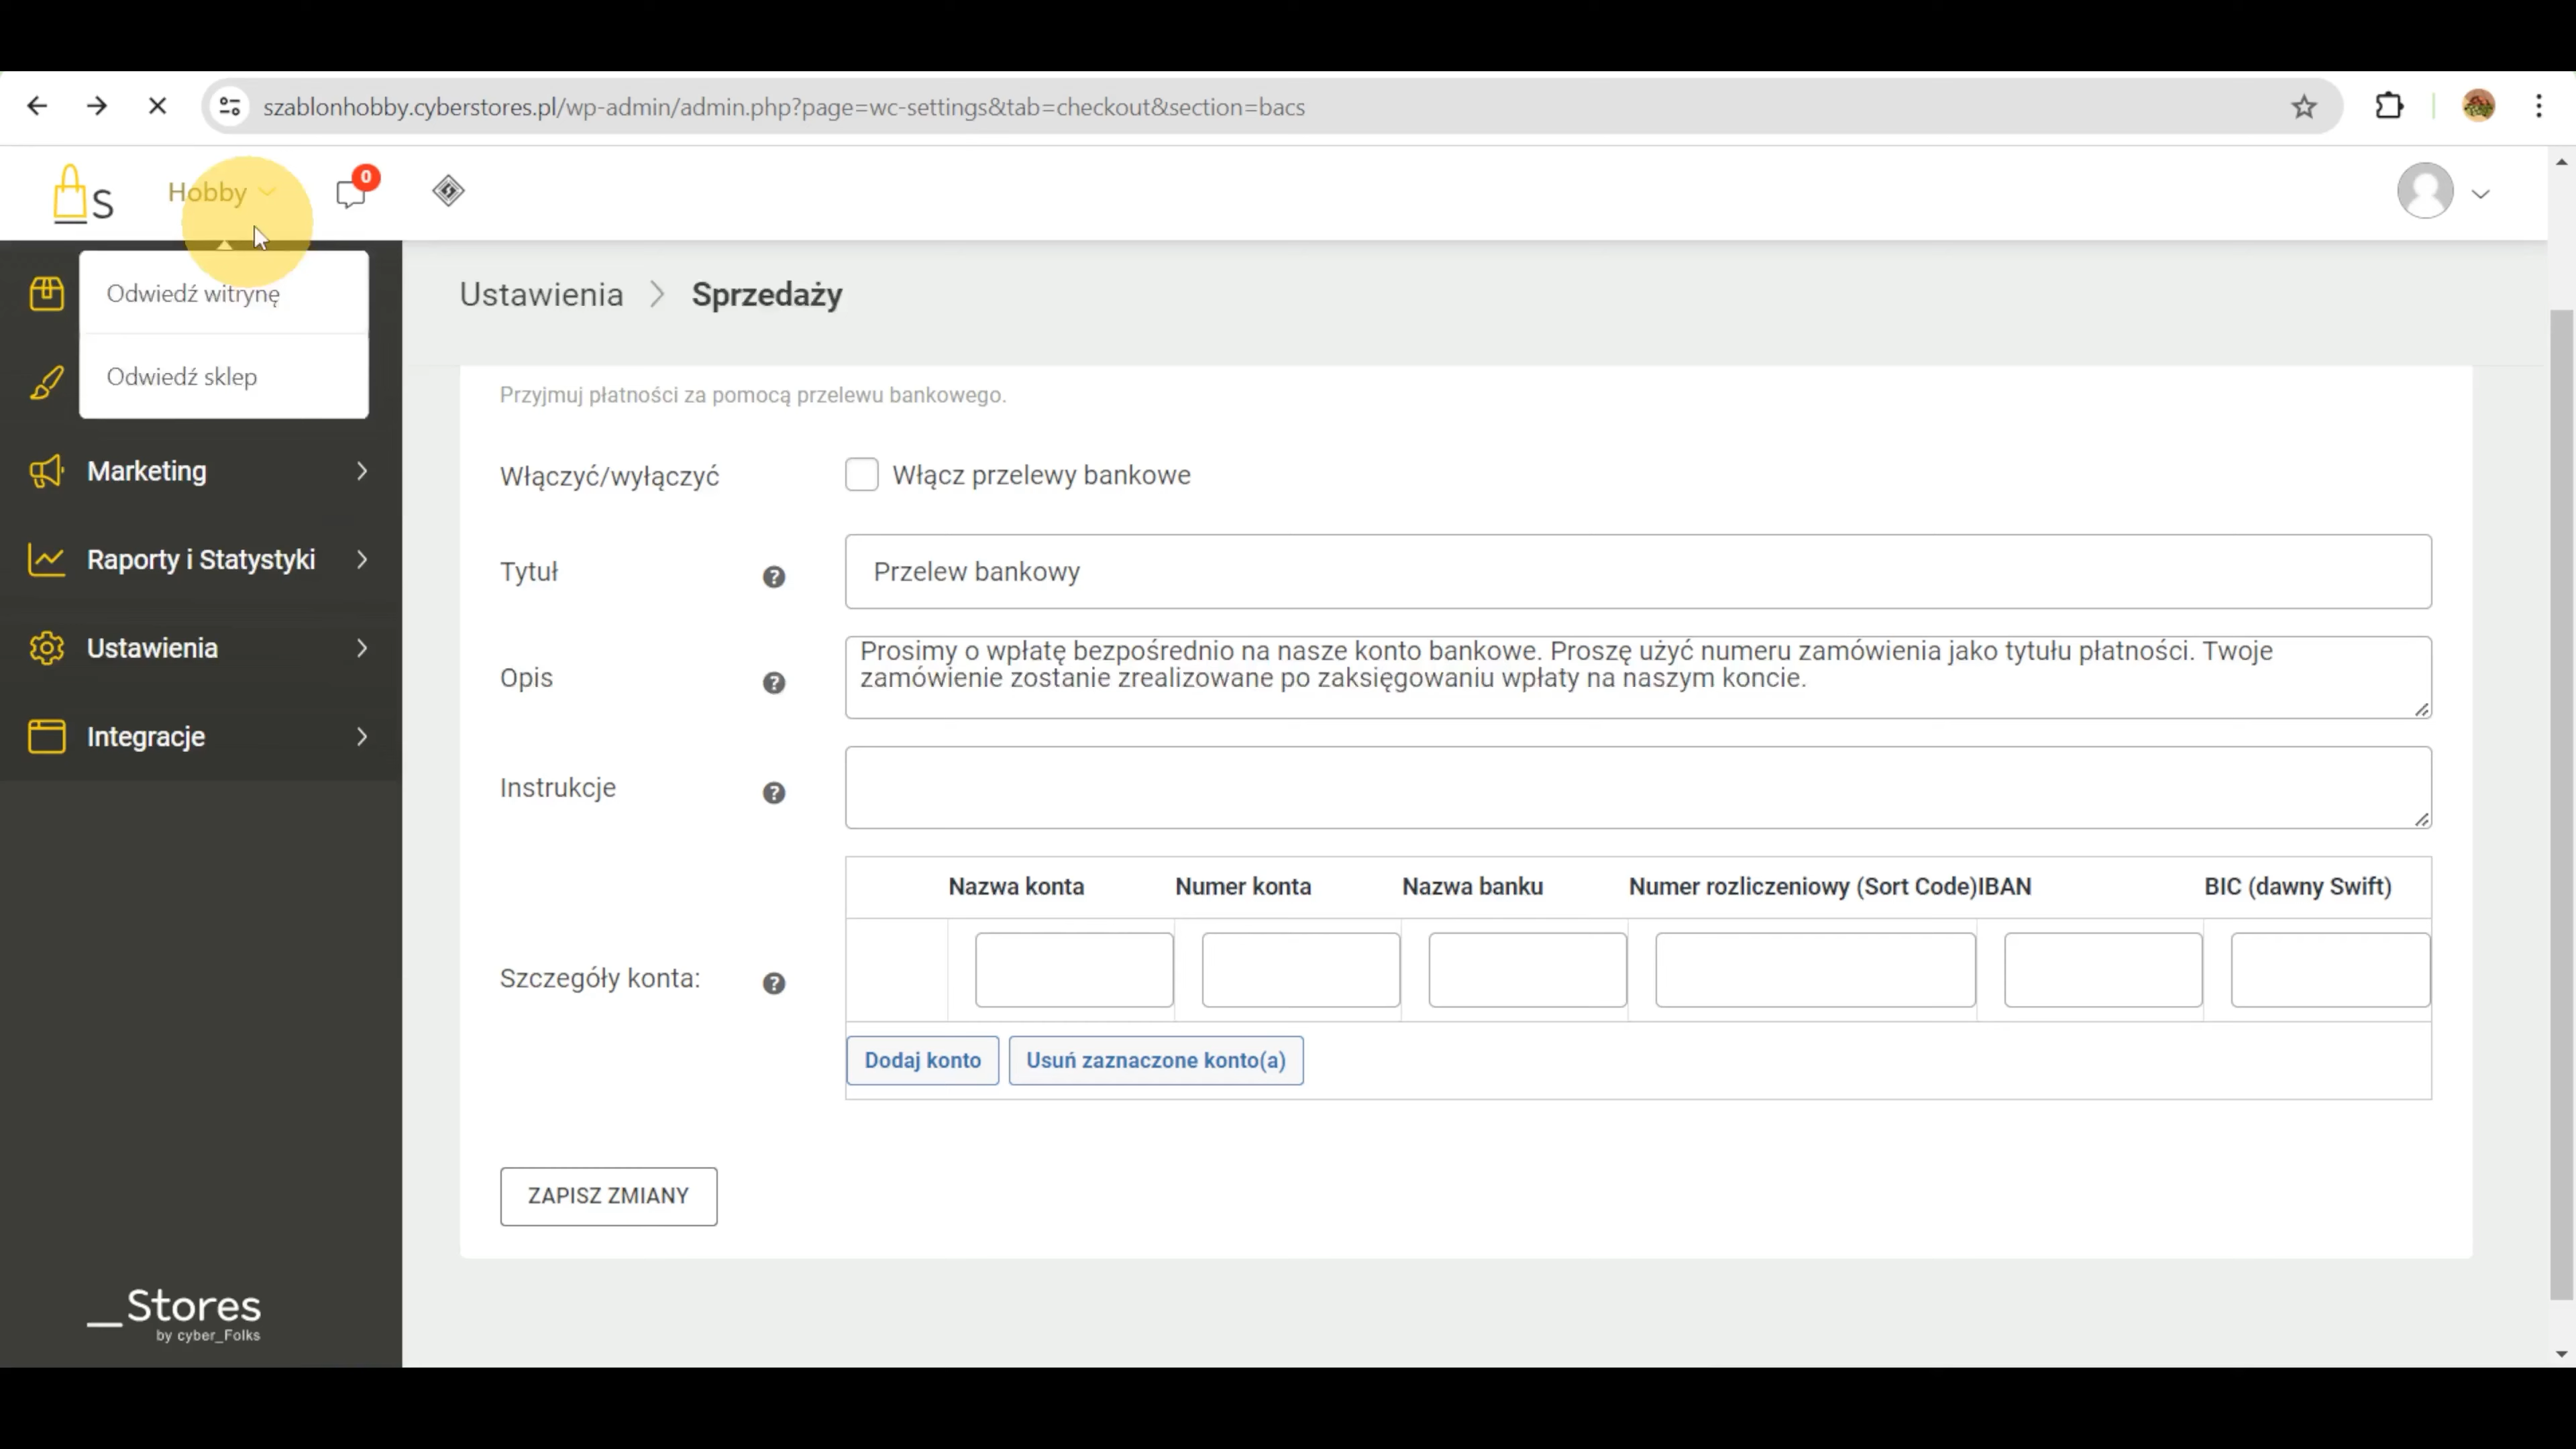 szablonhobby.cyberstores.pl/wp-admin/admin.php?page=wc-settings&tab=checkout&section=bacs
s
Hobby
0
Odwiedź witrynę
Odwiedź sklep
Marketing
Raporty i Statystyki
Ustawienia
Integracje
__Stores
by cyber_Folks
Ustawienia > Sprzedaży
Przyjmuj płatności za pomocą przelewu bankowego.
Włączyć/wyłączyć
Włącz przelewy bankowe
Tytuł
?
Przelew bankowy
Opis
?
Prosimy o wpłatę bezpośrednio na nasze konto bankowe. Proszę użyć numeru zamówienia jako tytułu płatności. Twoje
zamówienie zostanie zrealizowane po zaksięgowaniu wpłaty na naszym koncie.
Instrukcje
?
Szczegóły konta:
?
Nazwa konta Numer konta Nazwa banku Numer rozliczeniowy (Sort Code) IBAN BIC (dawny Swift)
Dodaj konto Usuń zaznaczone konto(a)
ZAPISZ ZMIANY